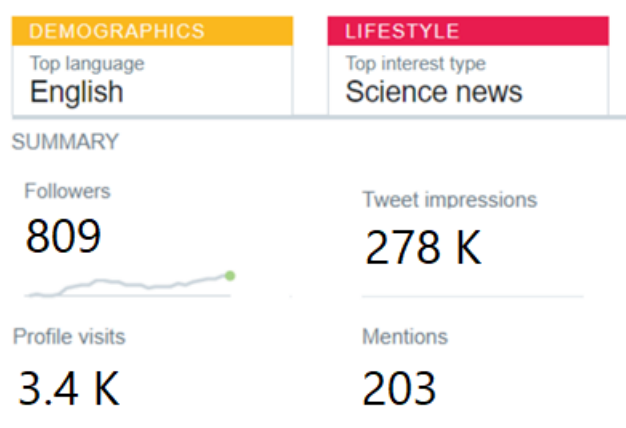 DEMOGRAPHICS
Top language
English
LIFESTYLE
Top interest type
Science news
SUMMARY
Followers
809
Tweet impressions
278 K
Profile visits
3.4 K
Mentions
203